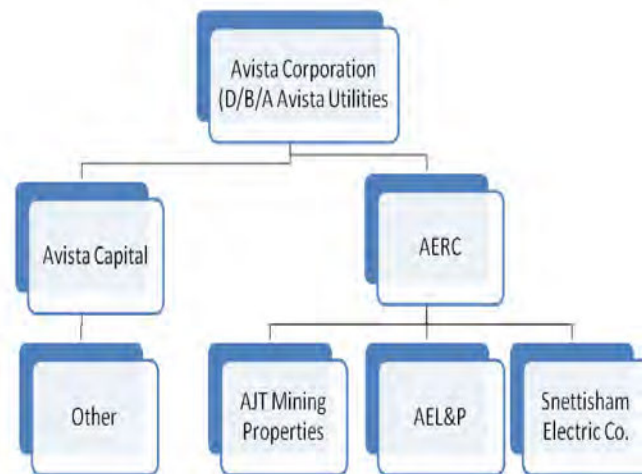 Avista Corporation
(D/B/A Avista Utilities
Avista Capital
AERC
Other
AJT Mining
Properties
AEL&P
Snettisham
Electric Co.